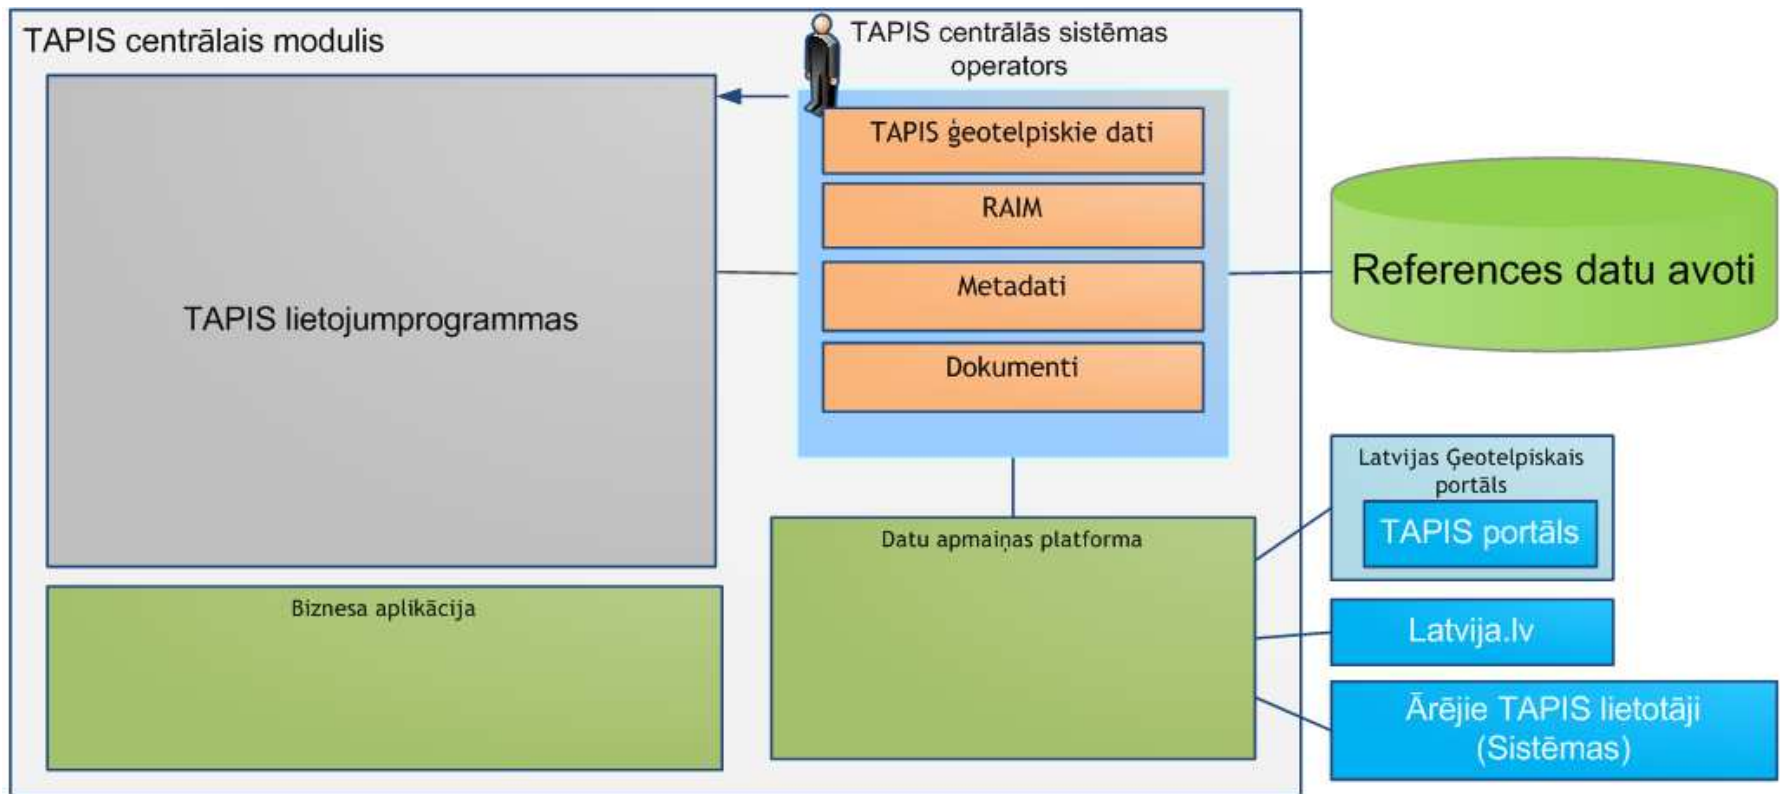 TAPIS centrālais modulis
TAPIS centrālās sistēmas
operators
TAPIS lietojumprogrammas
TAPIS ģeotelpiskie dati
RAIM
Metadati
Dokumenti
References datu avoti
Biznesa aplikācija
Datu apmaiņas platforma
Latvijas Ģeotelpiskais
portāls
TAPIS portāls
Latvija.lv
Ārējie TAPIS lietotāji
(Sistēmas)